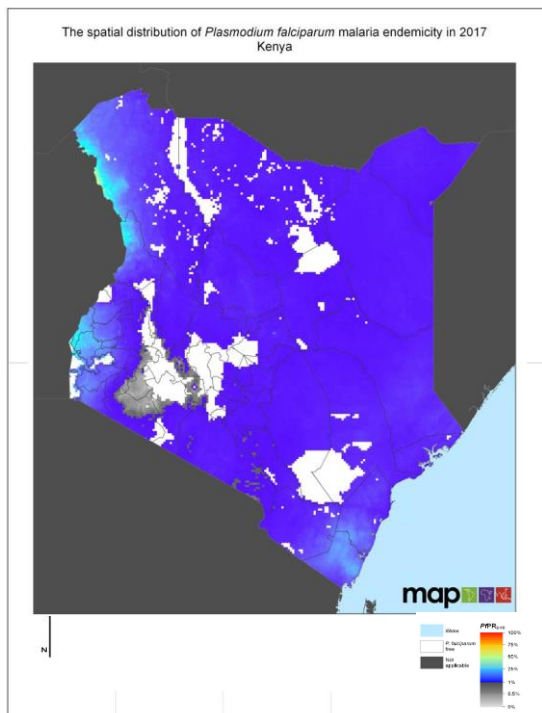 The spatial distribution of Plasmodium falciparum malaria endemicity in 2017
Kenya
map
N
Water
P. falciparum
free
Not
applicable
PfPR2-10
100%
75%
50%
25%
1%
0.5%
0%